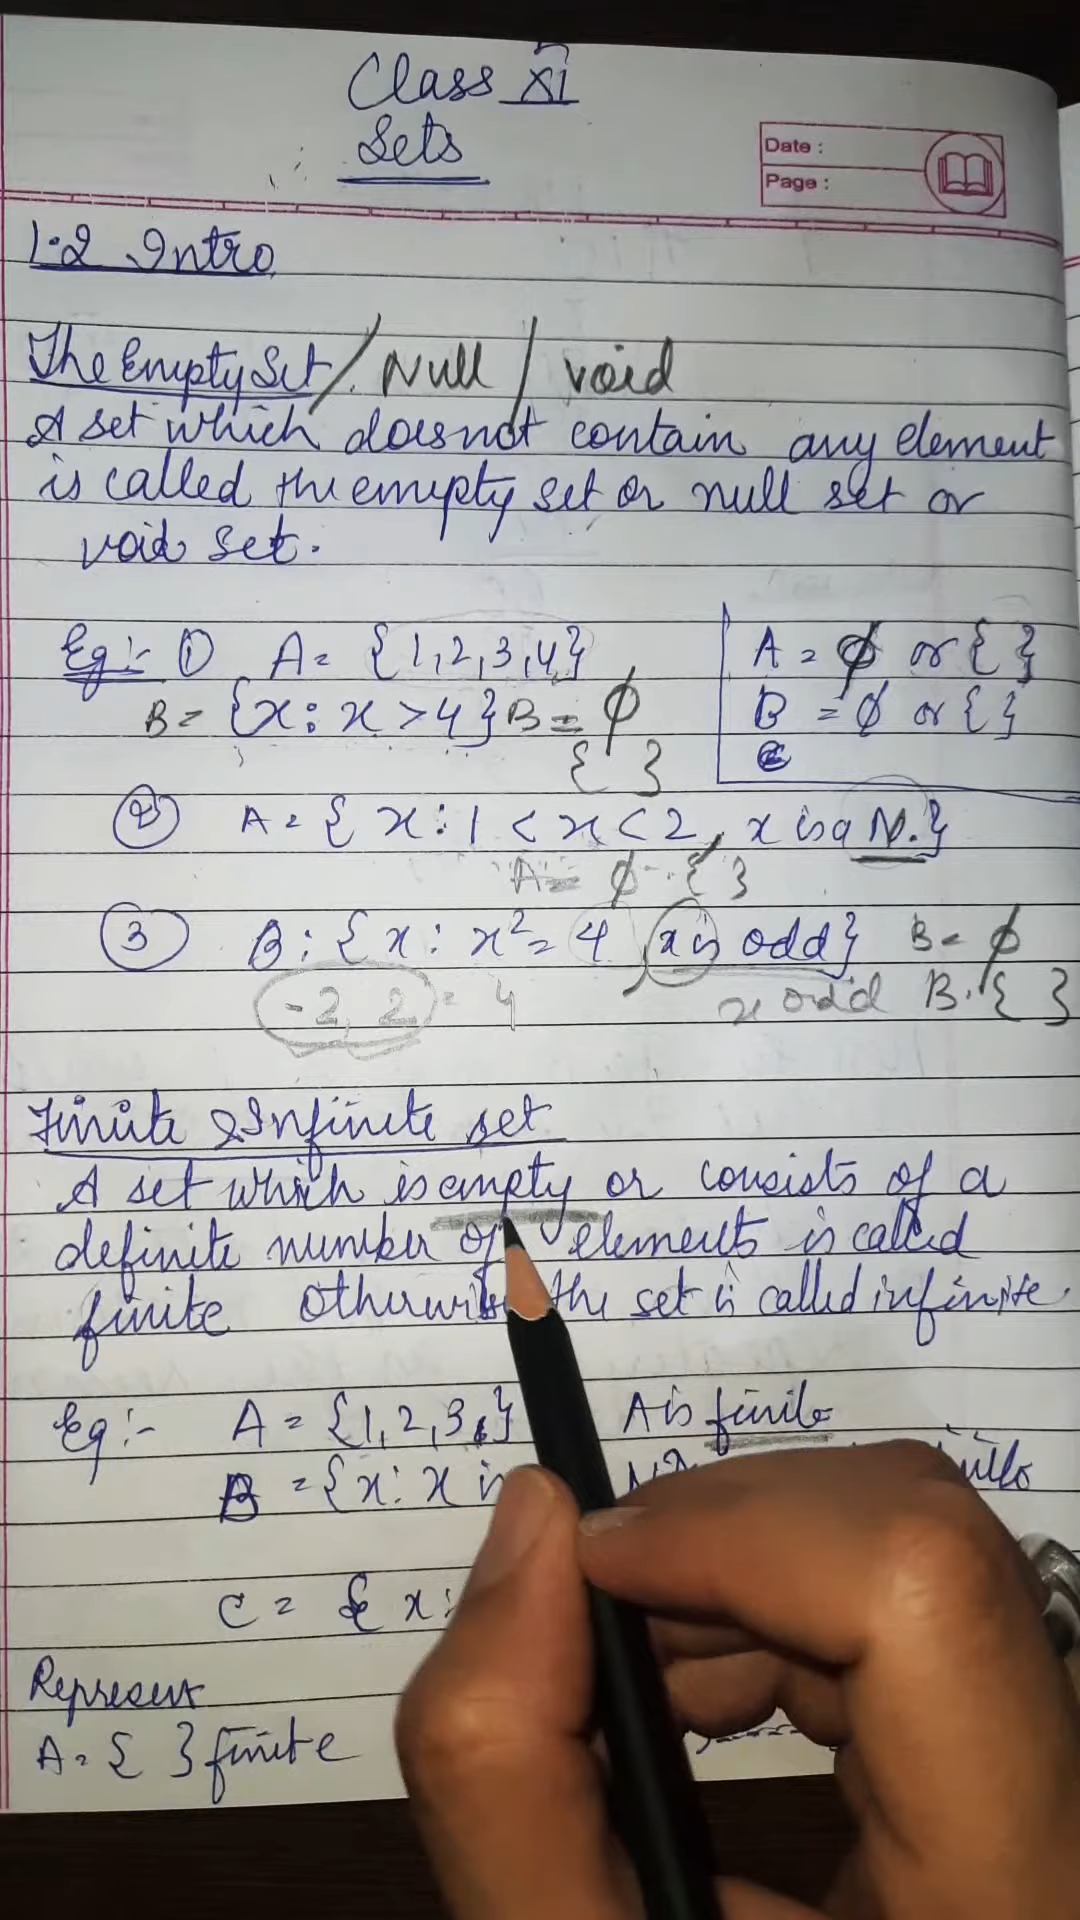 Class XI
Sets
Date :
Page :
1.2 Intro
The Empty Set / Null / void
A set which does not contain any element
is called the emepty set or null set or
void set.
Eg:- ① A = {1,2,3,4}
B = {x : x > 4} B = ϕ
{ }
A = ϕ or { }
B = ϕ or { }
② A = { x : 1 < x < 2, x is a N.}
A = ϕ { }
③ B : { x : x² = 4, x is odd} B = ϕ
-2, 2 = 4 x odd B. { }
Finite & Infinite set
A set which is empty or consists of a
definite number of elements is called
finite otherwise the set is called infinite.
Eg:- A = {1,2,3,} A is finite
B = {x : x is
C = { x :
Represent
A = { } finite